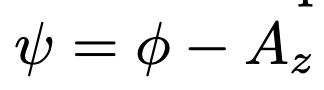 ψ = ϕ − A_z